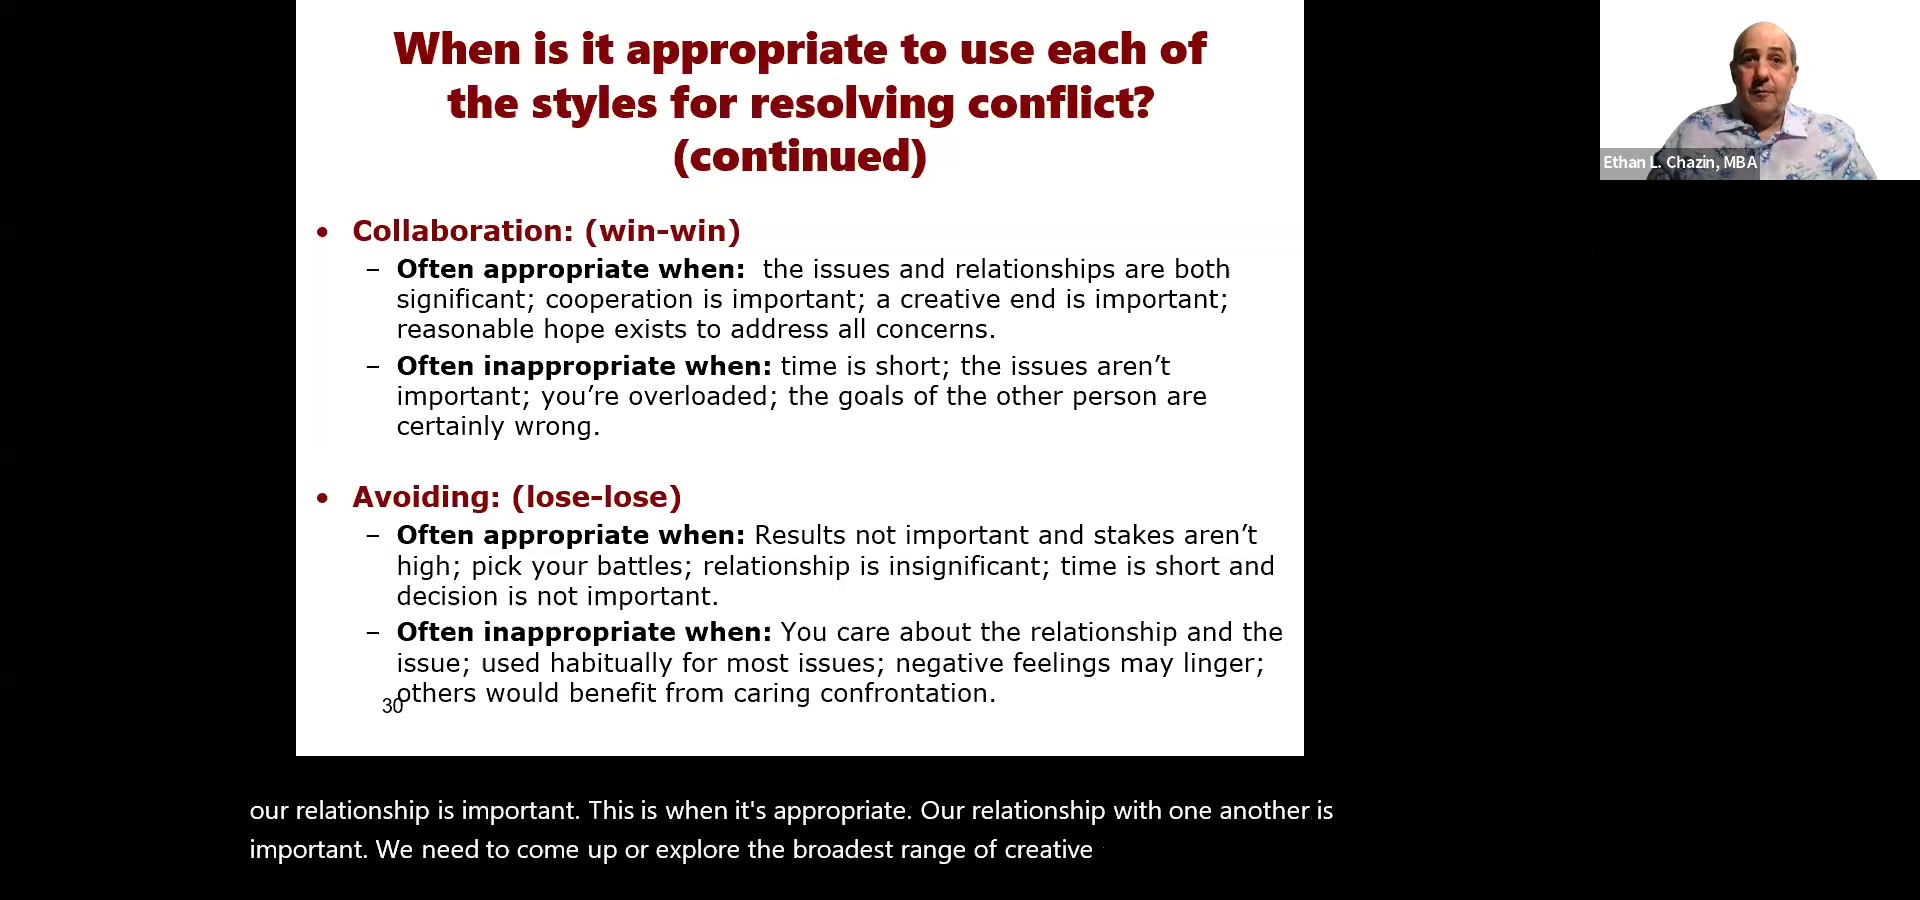 When is it appropriate to use each of
the styles for resolving conflict?
(continued)
• Collaboration: (win-win)
– Often appropriate when: the issues and relationships are both
significant; cooperation is important; a creative end is important;
reasonable hope exists to address all concerns.
– Often inappropriate when: time is short; the issues aren’t
important; you’re overloaded; the goals of the other person are
certainly wrong.
• Avoiding: (lose-lose)
– Often appropriate when: Results not important and stakes aren’t
high; pick your battles; relationship is insignificant; time is short and
decision is not important.
– Often inappropriate when: You care about the relationship and the
issue; used habitually for most issues; negative feelings may linger;
others would benefit from caring confrontation.
30
Ethan L. Chazin, MBA
our relationship is important. This is when it's appropriate. Our relationship with one another is
important. We need to come up or explore the broadest range of creative